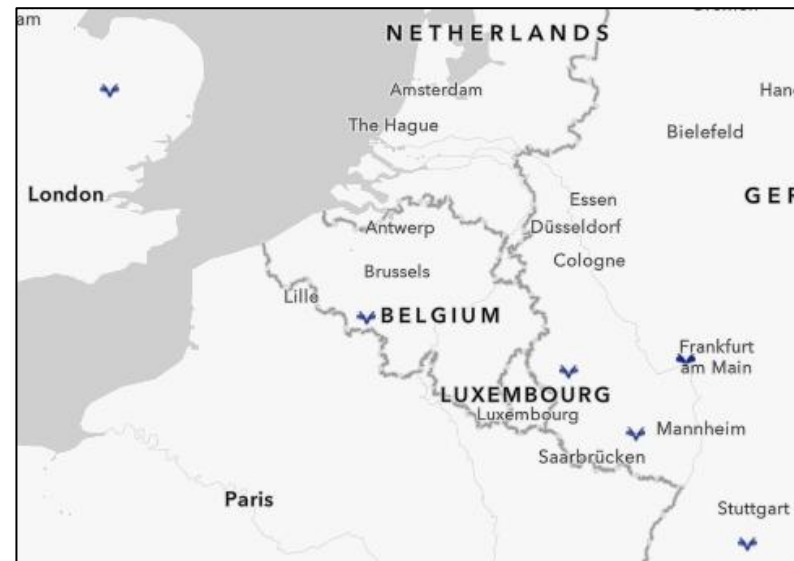 am
NETHERLANDS
Amsterdam
Han
The Hague
Bielefeld
London
Essen
GER
Antwerp
Düsseldorf
Brussels
Cologne
Lille
BELGIUM
Frankfurt
am Main
LUXEMBOURG
Luxembourg
Mannheim
Saarbrücken
Paris
Stuttgart